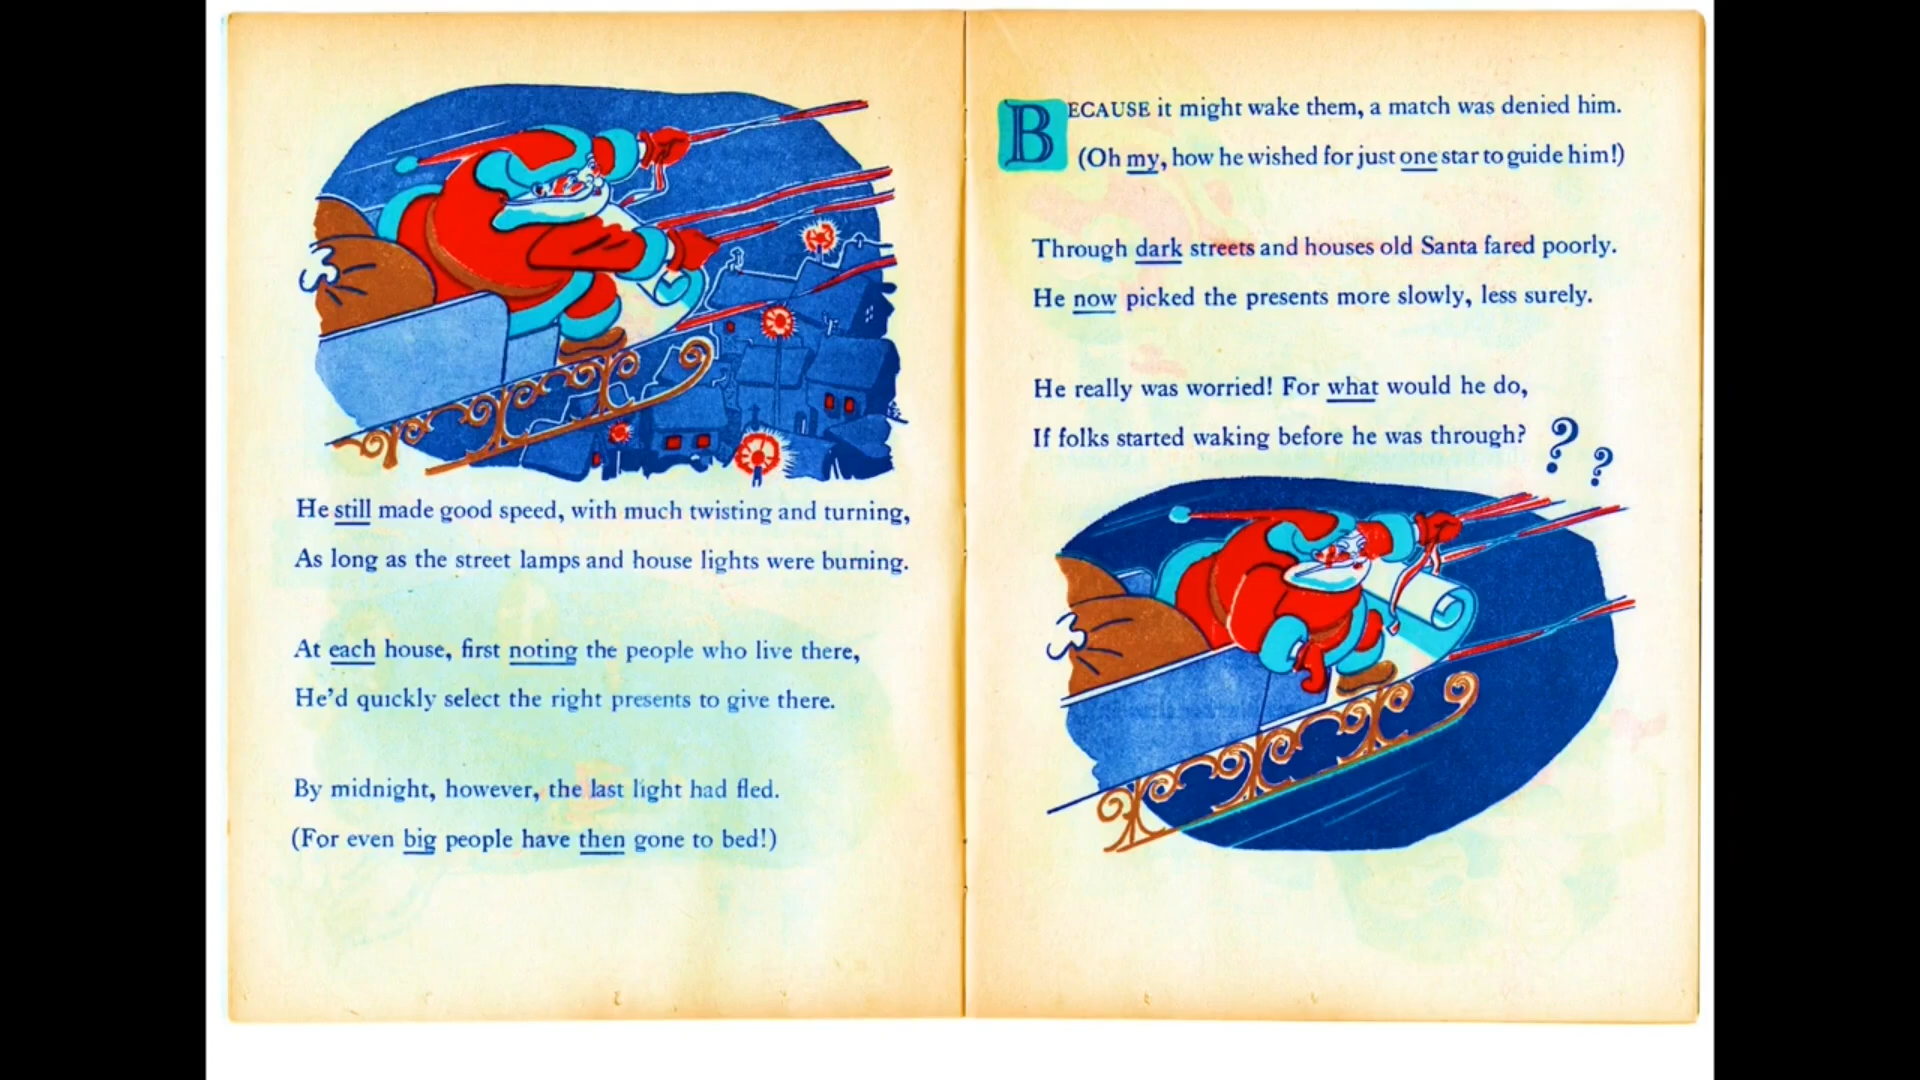 He still made good speed, with much twisting and turning,
As long as the street lamps and house lights were burning.
At each house, first noting the people who live there,
He'd quickly select the right presents to give there.
By midnight, however, the last light had fled.
(For even big people have then gone to bed!)
BECAUSE it might wake them, a match was denied him.
(Oh my, how he wished for just one star to guide him!)
Through dark streets and houses old Santa fared poorly.
He now picked the presents more slowly, less surely.
He really was worried! For what would he do,
If folks started waking before he was through?
? ?